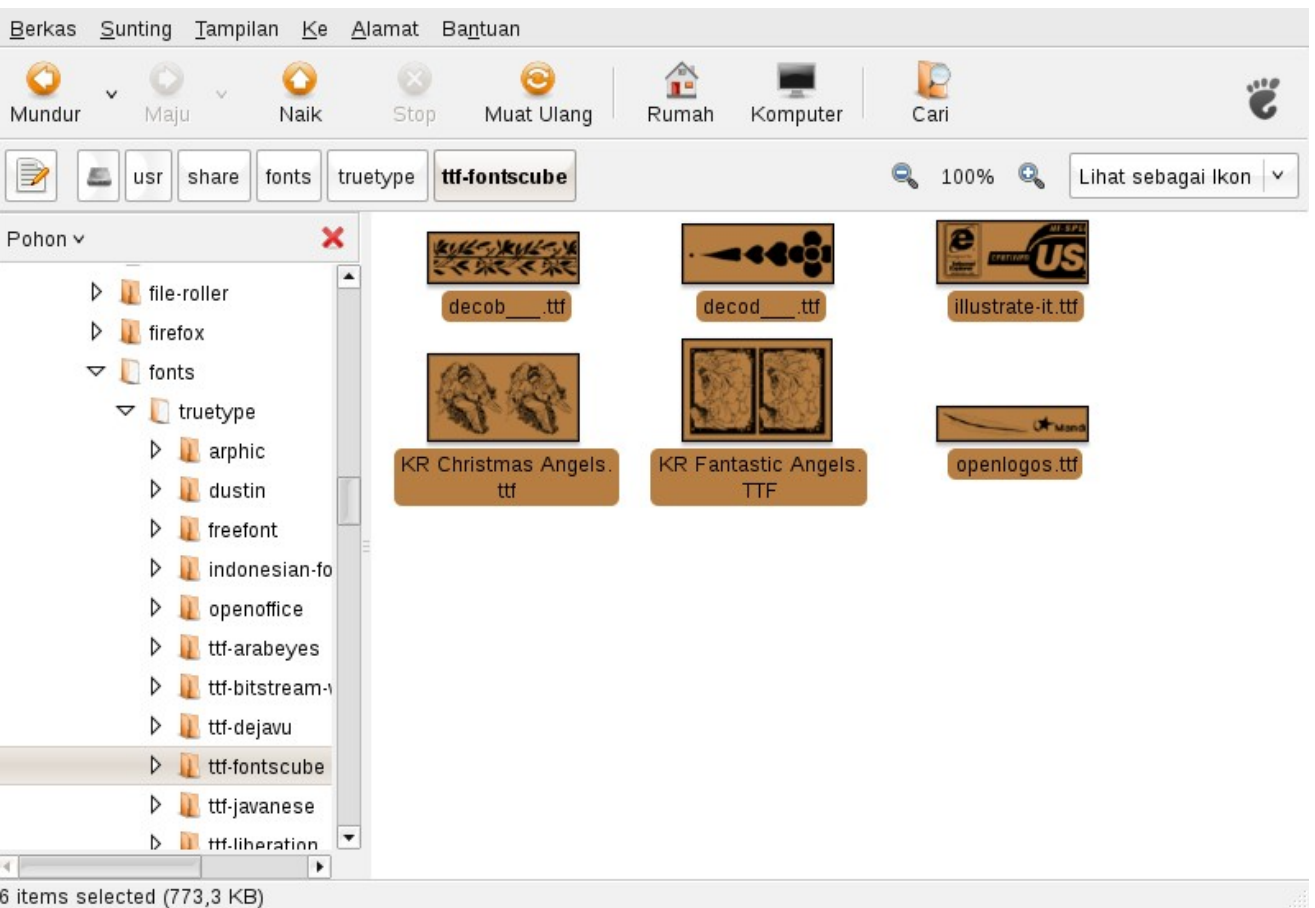 Berkas Sunting Tampilan Ke Alamat Bantuan
Mundur Maju Naik Stop Muat Ulang Rumah Komputer Cari
usr share fonts truetype ttf-fontscube 100% Lihat sebagai Ikon
Pohon
file-roller
firefox
fonts
truetype
arphic
dustin
freefont
indonesian-fo
openoffice
ttf-arabeyes
ttf-bitstream-v
ttf-dejavu
ttf-fontscube
ttf-javanese
ttf-liberation
US
decob___.ttf decod___.ttf illustrate-it.ttf
Mandr
KR Christmas Angels.
ttf
KR Fantastic Angels.
TTF
openlogos.ttf
6 items selected (773,3 KB)